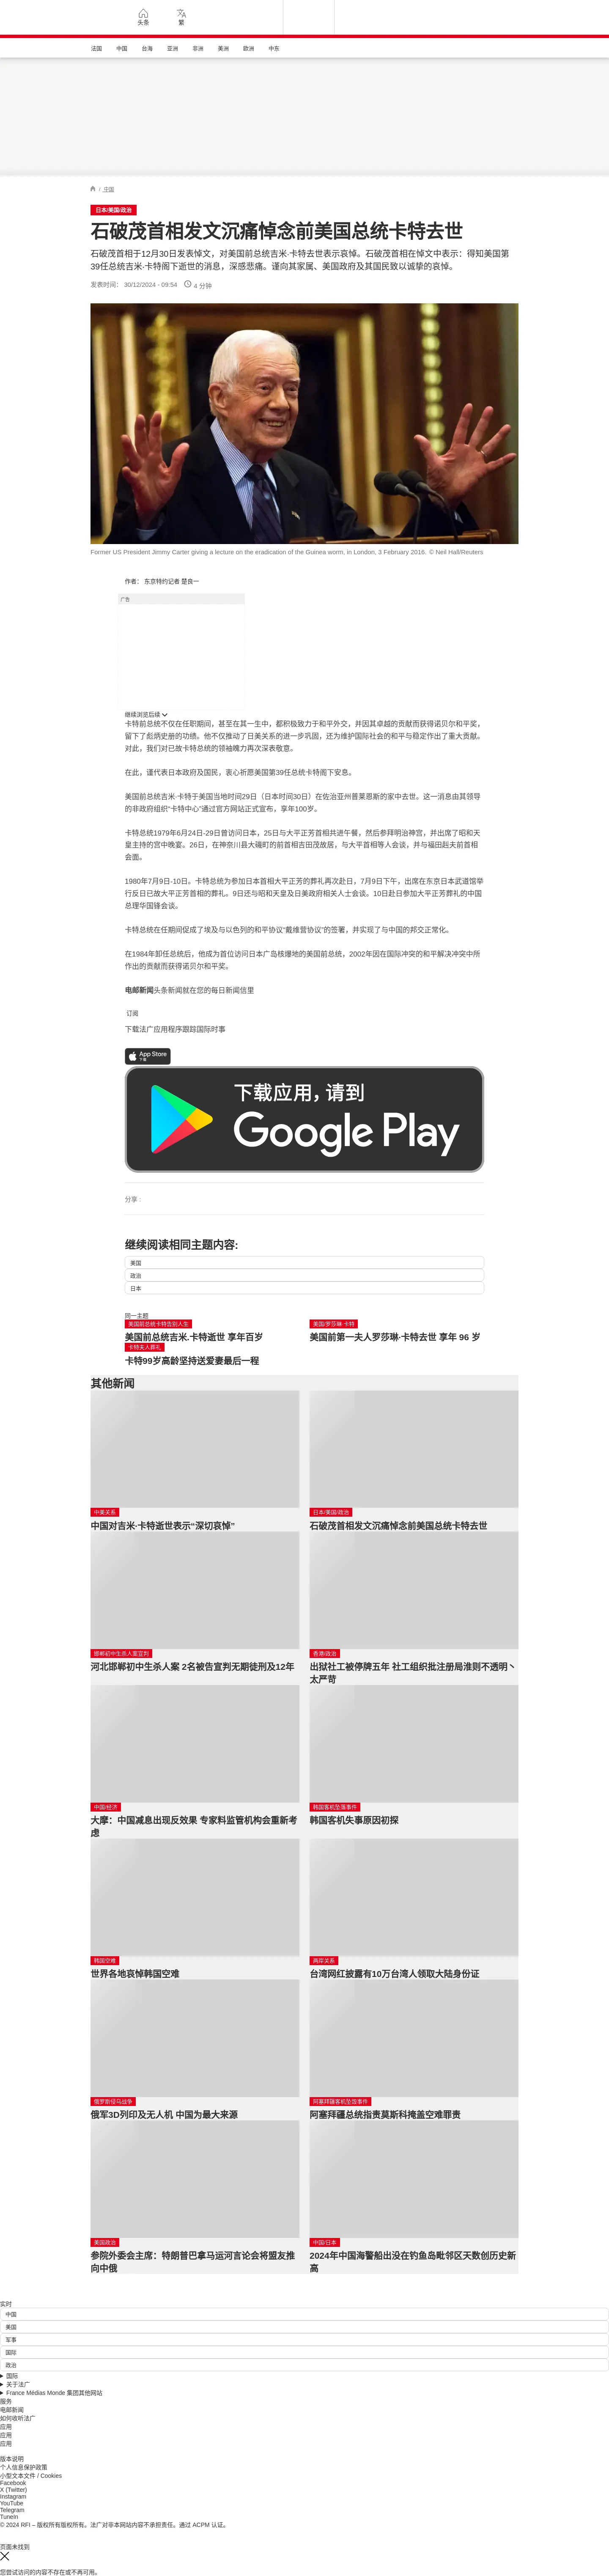 头条
繁
法国
中国
台海
亚洲
非洲
美洲
欧洲
中东
/ 中国
日本/美国/政治
石破茂首相发文沉痛悼念前美国总统卡特去世
石破茂首相于12月30日发表悼文，对美国前总统吉米·卡特去世表示哀悼。石破茂首相在悼文中表示：得知美国第
39任总统吉米·卡特阁下逝世的消息，深感悲痛。谨向其家属、美国政府及其国民致以诚挚的哀悼。
发表时间： 30/12/2024 - 09:54 4 分钟
Former US President Jimmy Carter giving a lecture on the eradication of the Guinea worm, in London, 3 February 2016. © Neil Hall/Reuters
作者： 东京特约记者 楚良一
广告
继续浏览后续
卡特前总统不仅在任职期间，甚至在其一生中，都积极致力于和平外交，并因其卓越的贡献而获得诺贝尔和平奖，
留下了彪炳史册的功绩。他不仅推动了日美关系的进一步巩固，还为维护国际社会的和平与稳定作出了重大贡献。
对此，我们对已故卡特总统的领袖魄力再次深表敬意。
在此，谨代表日本政府及国民，衷心祈愿美国第39任总统卡特阁下安息。
美国前总统吉米·卡特于美国当地时间29日（日本时间30日）在佐治亚州普莱恩斯的家中去世。这一消息由其领导
的非政府组织“卡特中心”通过官方网站正式宣布，享年100岁。
卡特总统1979年6月24日-29日曾访问日本，25日与大平正芳首相共进午餐，然后参拜明治神宫，并出席了昭和天
皇主持的宫中晚宴。26日，在神奈川县大磯町的前首相吉田茂故居，与大平首相等人会谈，并与福田赳夫前首相
会面。
1980年7月9日-10日。卡特总统为参加日本首相大平正芳的葬礼再次赴日，7月9日下午，出席在东京日本武道馆举
行反日已故大平正芳首相的葬礼。9日还与昭和天皇及日美政府相关人士会谈。10日赴日参加大平正芳葬礼的中国
总理华国锋会谈。
卡特总统在任期间促成了埃及与以色列的和平协议“戴维营协议”的签署，并实现了与中国的邦交正常化。
在1984年卸任总统后，他成为首位访问日本广岛核爆地的美国前总统，2002年因在国际冲突的和平解决冲突中所
作出的贡献而获得诺贝尔和平奖。
电邮新闻头条新闻就在您的每日新闻信里
订阅
下载法广应用程序跟踪国际时事
App Store
下载
下载应用，请到
Google Play
分享 :
继续阅读相同主题内容:
美国
政治
日本
同一主题
美国前总统卡特告别人生
美国前总统吉米.卡特逝世 享年百岁
美国/罗莎琳·卡特
美国前第一夫人罗莎琳·卡特去世 享年 96 岁
卡特夫人葬礼
卡特99岁高龄坚持送爱妻最后一程
其他新闻
中美关系
中国对吉米·卡特逝世表示“深切哀悼”
日本/美国/政治
石破茂首相发文沉痛悼念前美国总统卡特去世
邯郸初中生杀人案宣判
河北邯郸初中生杀人案 2名被告宣判无期徒刑及12年
香港/政治
出狱社工被停牌五年 社工组织批注册局淮则不透明丶
太严苛
中国/经济
大摩：中国减息出现反效果 专家料监管机构会重新考
虑
韩国客机坠落事件
韩国客机失事原因初探
韩国空难
世界各地哀悼韩国空难
两岸关系
台湾网红披露有10万台湾人领取大陆身份证
俄罗斯侵乌战争
俄军3D列印及无人机 中国为最大来源
阿塞拜疆客机坠毁事件
阿塞拜疆总统指责莫斯科掩盖空难罪责
美国政治
参院外委会主席：特朗普巴拿马运河言论会将盟友推
向中俄
中国/日本
2024年中国海警船出没在钓鱼岛毗邻区天数创历史新
高
实时
中国
美国
军事
国际
政治
国际
关于法广
France Médias Monde 集团其他网站
服务
电邮新闻
如何收听法广
应用
应用
应用
版本说明
个人信息保护政策
小型文本文件 / Cookies
Facebook
X (Twitter)
Instagram
YouTube
Telegram
TuneIn
© 2024 RFI – 版权所有版权所有。法广对非本网站内容不承担责任。通过 ACPM 认证。
页面未找到
您尝试访问的内容不存在或不再可用。